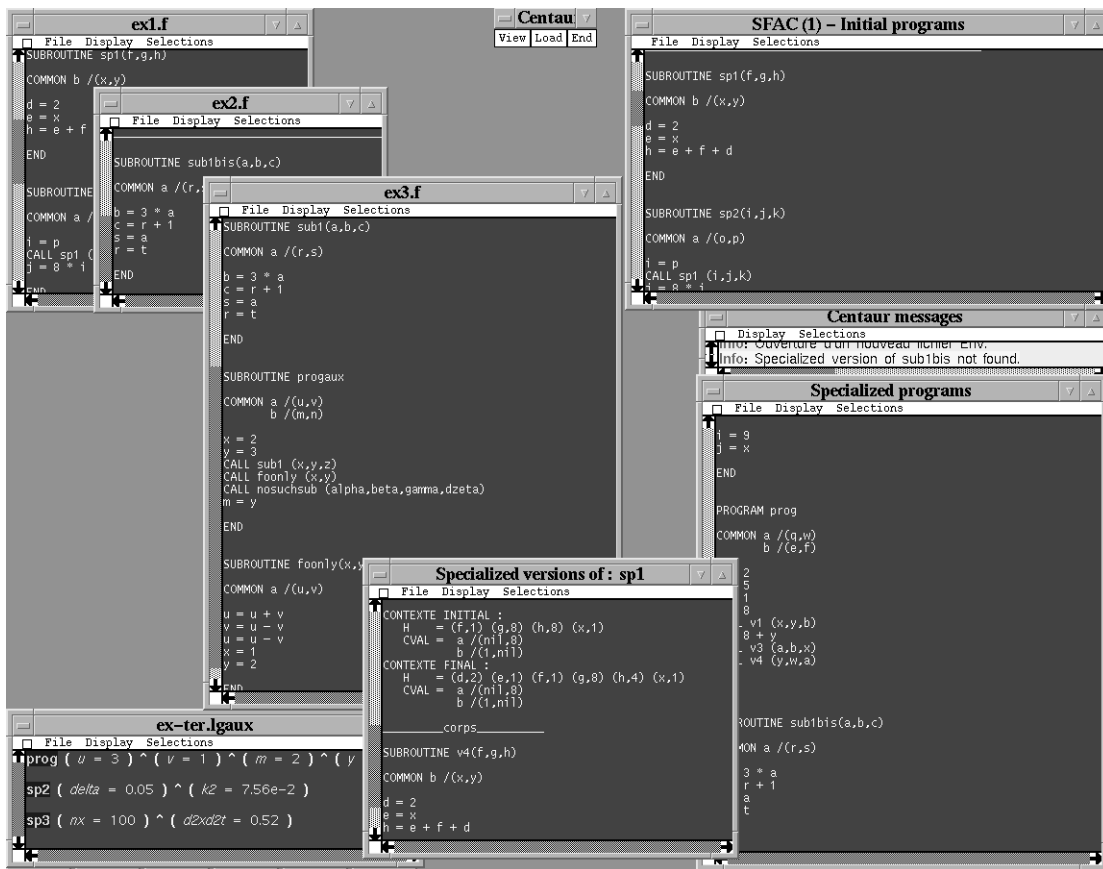 ex1.f
File Display Selections
SUBROUTINE sp1(f,g,h)
COMMON b /(x,y)
d = 2
e = x
h = e + f
END
SUBROUTINE
COMMON a /
i = p
CALL sp1 (
j = 8 * i
END
ex2.f
File Display Selections
SUBROUTINE sub1bis(a,b,c)
COMMON a /(r,s
b = 3 * a
c = r + 1
s = a
r = t
END
ex3.f
File Display Selections
SUBROUTINE sub1(a,b,c)
COMMON a /(r,s)
b = 3 * a
c = r + 1
s = a
r = t
END
SUBROUTINE progaux
COMMON a /(u,v)
b /(m,n)
x = 2
y = 3
CALL sub1 (x,y,z)
CALL foonly (x,y)
CALL nosuchsub (alpha,beta,gamma,dzeta)
m = y
END
SUBROUTINE foonly(x,y
COMMON a /(u,v)
u = u + v
v = u - v
u = u - v
x = 1
y = 2
END
Centaur
View Load End
SFAC (1) – Initial programs
File Display Selections
SUBROUTINE sp1(f,g,h)
COMMON b /(x,y)
d = 2
e = x
h = e + f + d
END
SUBROUTINE sp2(i,j,k)
COMMON a /(o,p)
i = p
CALL sp1 (i,j,k)
j = 8 * i
Centaur messages
Display Selections
Info: Ouverture d'un nouveau fichier Env.
Info: Specialized version of sub1bis not found.
Specialized programs
File Display Selections
i = 9
j = x
END
PROGRAM prog
COMMON a /(q,w)
b /(e,f)
2
5
1
8
v1 (x,y,b)
8 + y
v3 (a,b,x)
v4 (y,w,a)
ROUTINE sub1bis(a,b,c)
MON a /(r,s)
3 * a
r + 1
a
t
Specialized versions of : sp1
File Display Selections
CONTEXTE INITIAL :
H = (f,1) (g,8) (h,8) (x,1)
CVAL = a /(nil,8)
b /(1,nil)
CONTEXTE FINAL :
H = (d,2) (e,1) (f,1) (g,8) (h,4) (x,1)
CVAL = a /(nil,8)
b /(1,nil)
________corps________
SUBROUTINE v4(f,g,h)
COMMON b /(x,y)
d = 2
e = x
h = e + f + d
ex–ter.lgaux
File Display Selections
prog ( u = 3 ) ^ ( v = 1 ) ^ ( m = 2 ) ^ ( y
sp2 ( delta = 0.05 ) ^ ( k2 = 7.56e-2 )
sp3 ( nx = 100 ) ^ ( d2xd2t = 0.52 )